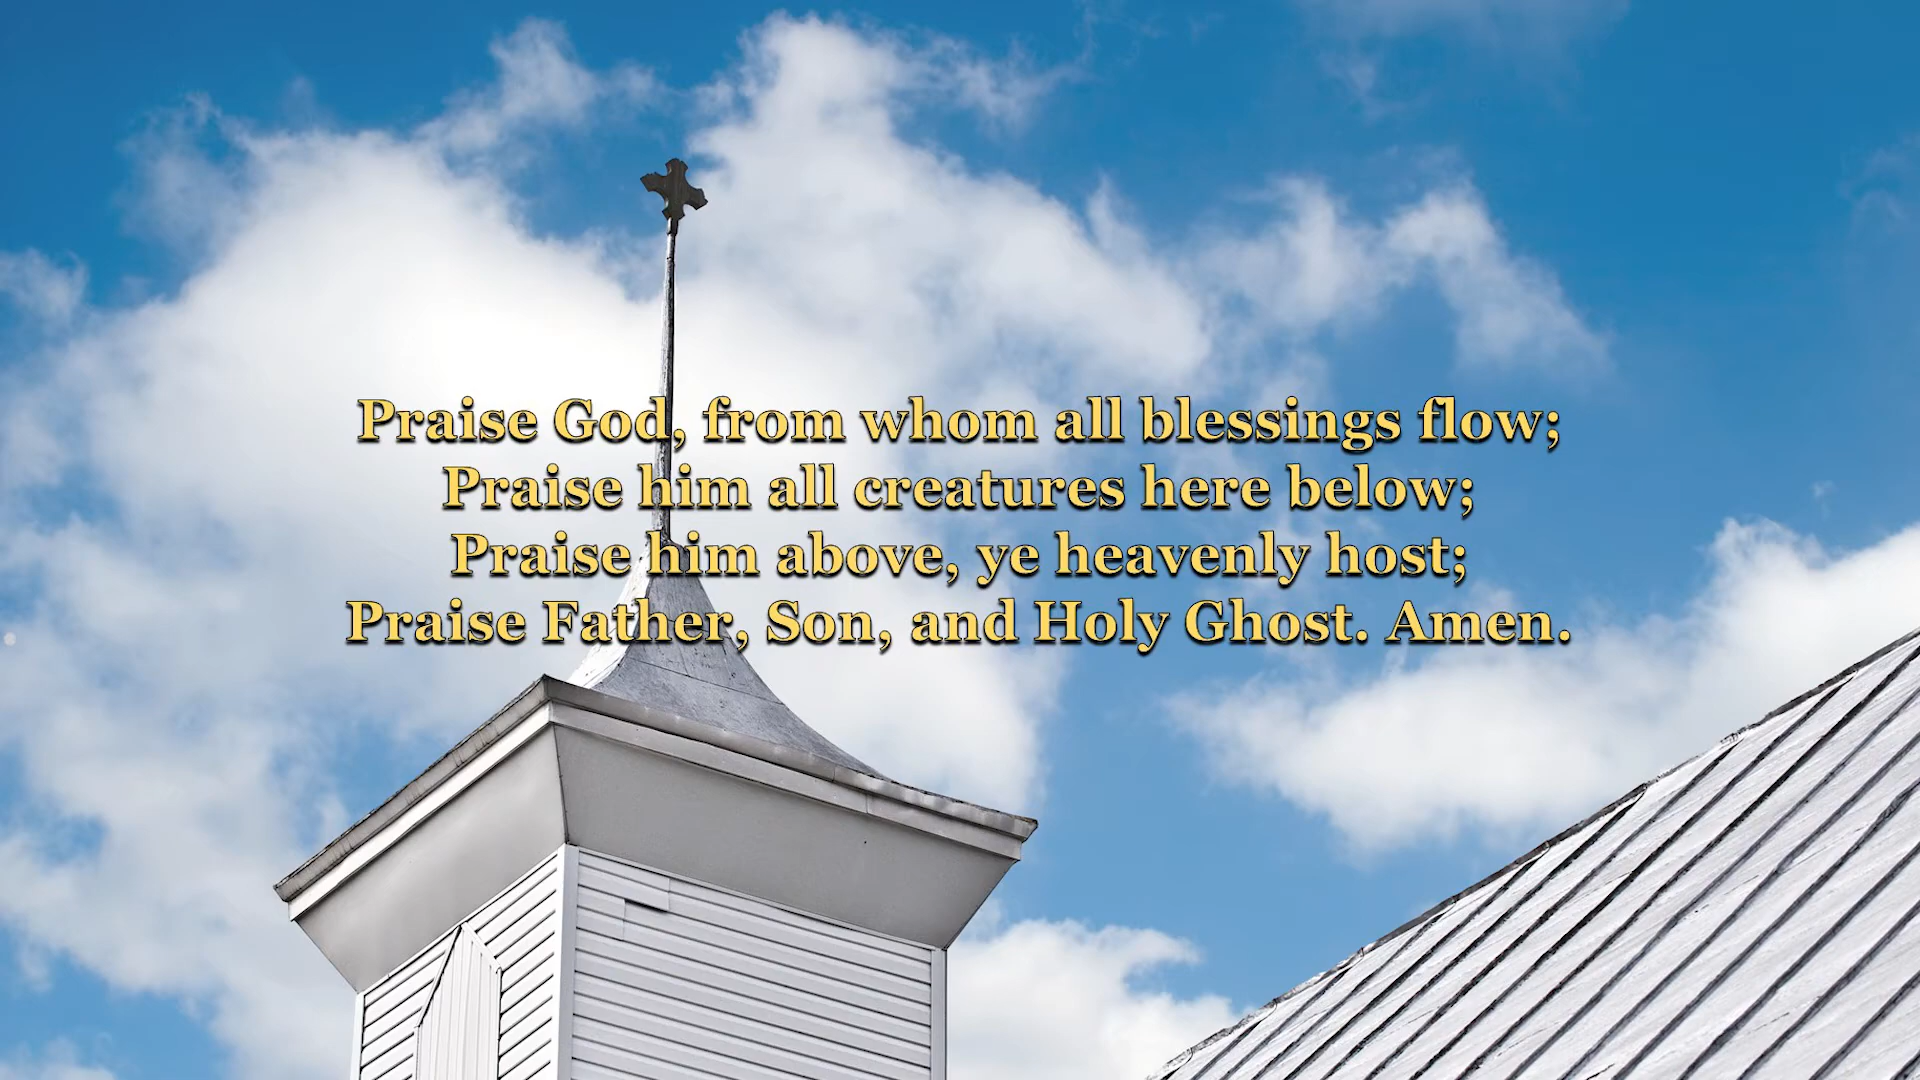 Praise God, from whom all blessings flow;
Praise him all creatures here below;
Praise him above, ye heavenly host;
Praise Father, Son, and Holy Ghost. Amen.